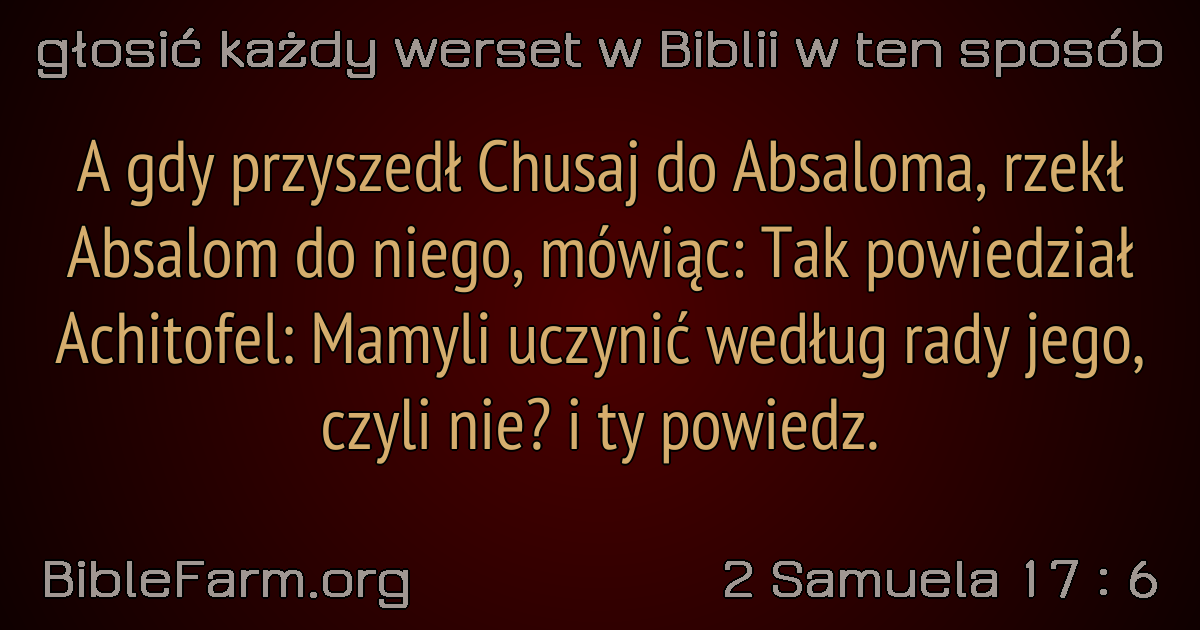 głosić każdy werset w Biblii w ten sposób
A gdy przyszedł Chusaj do Absaloma, rzekł
Absalom do niego, mówiąc: Tak powiedział
Achitofel: Mamyli uczynić według rady jego,
czyli nie? i ty powiedz.
BibleFarm.org
2 Samuela 17 : 6